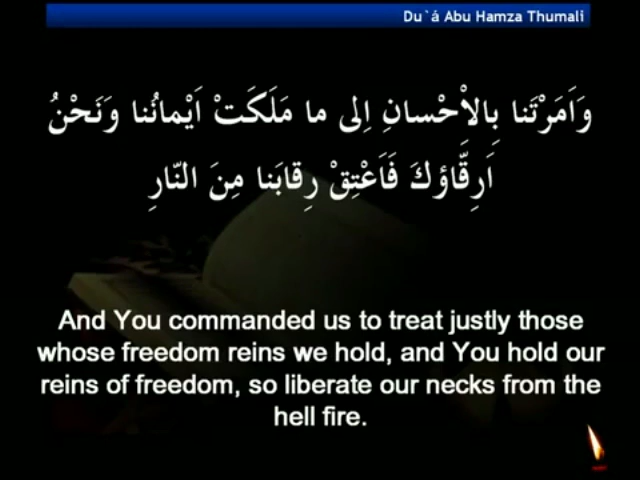 Du`á Abu Hamza Thumali
وَاَمَرْتَنا بِالاِْحْسانِ اِلى ما مَلَكَتْ اَيْمانُنا وَنَحْنُ
اَرِقّاؤُكَ فَاَعْتِقْ رِقابَنا مِنَ النّارِ
And You commanded us to treat justly those
whose freedom reins we hold, and You hold our
reins of freedom, so liberate our necks from the
hell fire.